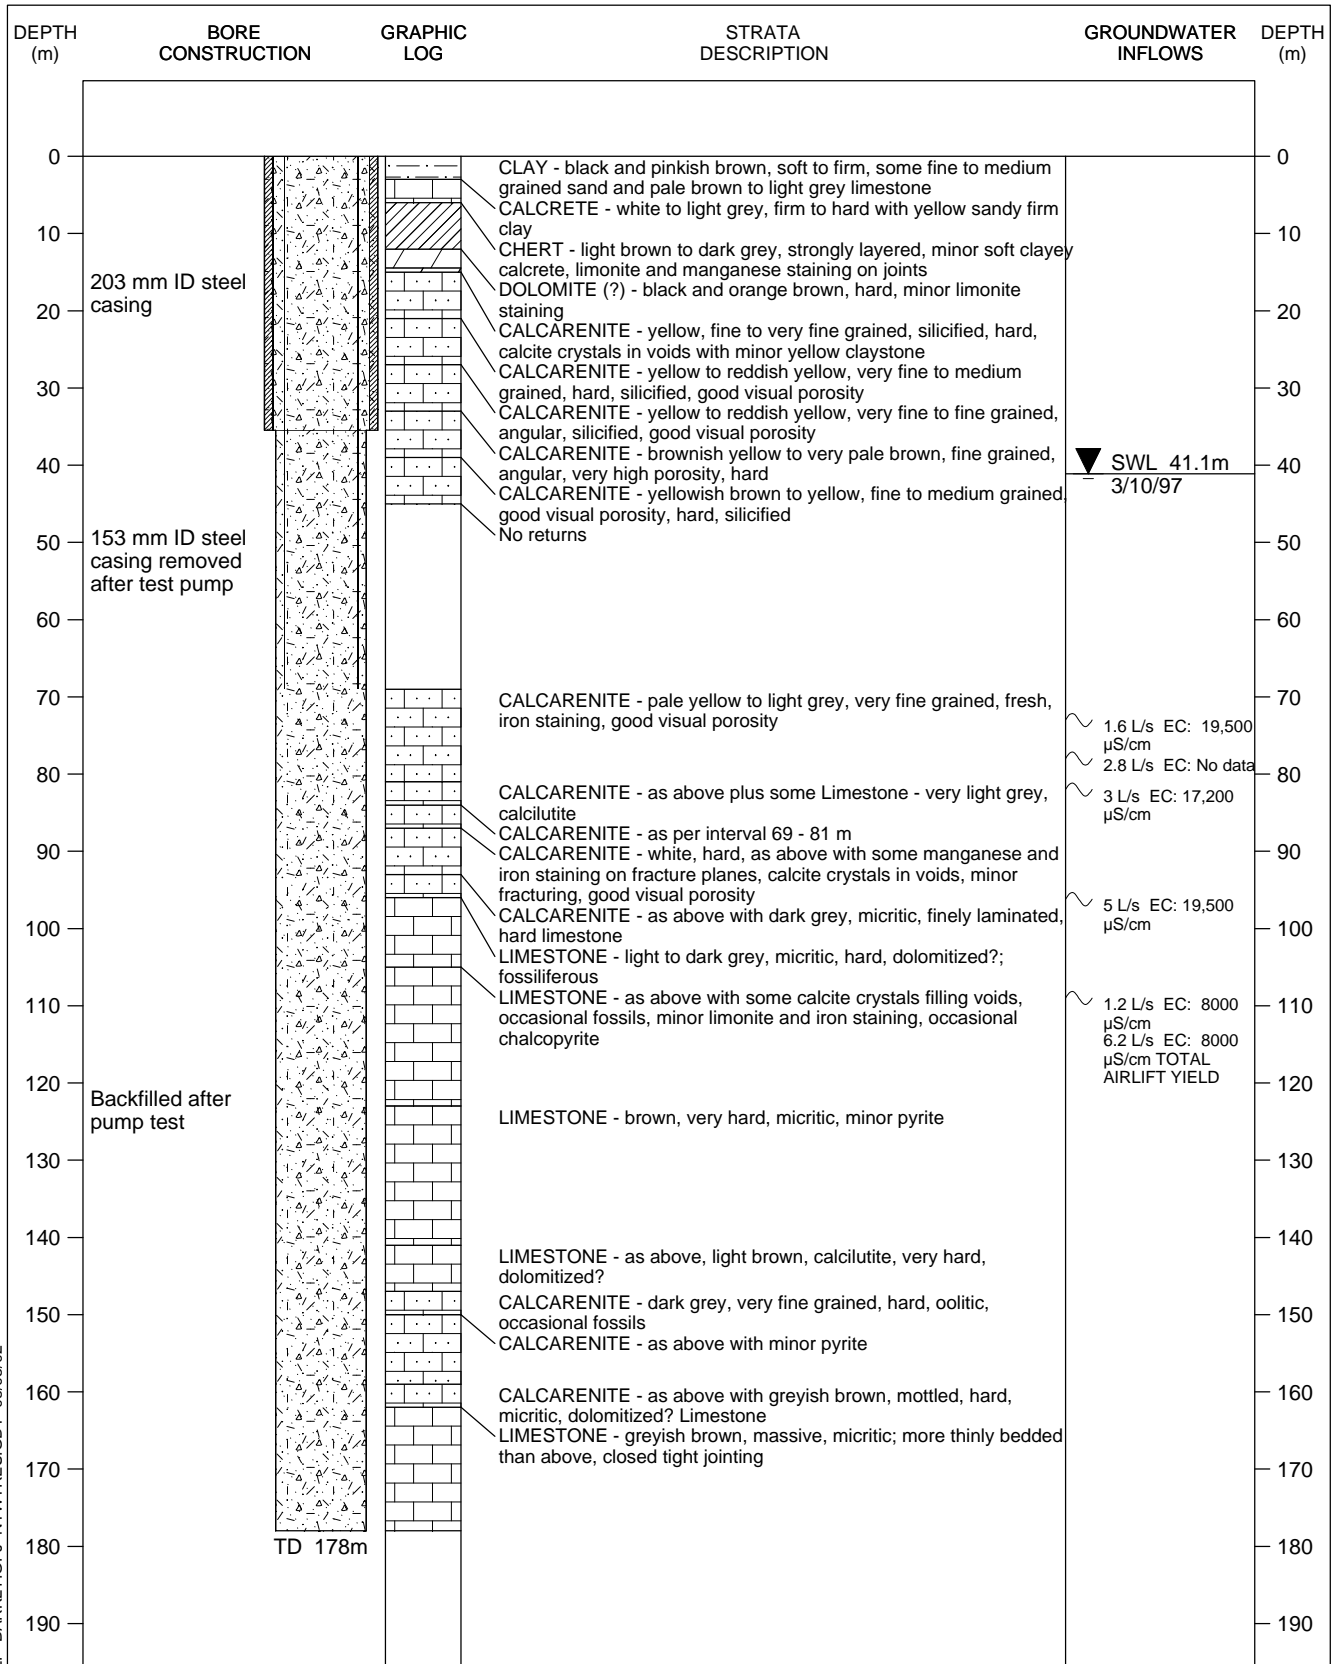 DEPTH
(m)
BORE
CONSTRUCTION
GRAPHIC
LOG
STRATA
DESCRIPTION
GROUNDWATER
INFLOWS
DEPTH
(m)
0
10
20
30
40
50
60
70
80
90
100
110
120
130
140
150
160
170
180
190
203 mm ID steel
casing
153 mm ID steel
casing removed
after test pump
Backfilled after
pump test
TD 178m
CLAY - black and pinkish brown, soft to firm, some fine to medium
grained sand and pale brown to light grey limestone
CALCRETE - white to light grey, firm to hard with yellow sandy firm
clay
CHERT - light brown to dark grey, strongly layered, minor soft clayey
calcrete, limonite and manganese staining on joints
DOLOMITE (?) - black and orange brown, hard, minor limonite
staining
CALCARENITE - yellow, fine to very fine grained, silicified, hard,
calcite crystals in voids with minor yellow claystone
CALCARENITE - yellow to reddish yellow, very fine to medium
grained, hard, silicified, good visual porosity
CALCARENITE - yellow to reddish yellow, very fine to fine grained,
angular, silicified, good visual porosity
CALCARENITE - brownish yellow to very pale brown, fine grained,
angular, very high porosity, hard
CALCARENITE - yellowish brown to yellow, fine to medium grained,
good visual porosity, hard, silicified
No returns
CALCARENITE - pale yellow to light grey, very fine grained, fresh,
iron staining, good visual porosity
CALCARENITE - as above plus some Limestone - very light grey,
calcilutite
CALCARENITE - as per interval 69 - 81 m
CALCARENITE - white, hard, as above with some manganese and
iron staining on fracture planes, calcite crystals in voids, minor
fracturing, good visual porosity
CALCARENITE - as above with dark grey, micritic, finely laminated,
hard limestone
LIMESTONE - light to dark grey, micritic, hard, dolomitized?;
fossiliferous
LIMESTONE - as above with some calcite crystals filling voids,
occasional fossils, minor limonite and iron staining, occasional
chalcopyrite
LIMESTONE - brown, very hard, micritic, minor pyrite
LIMESTONE - as above, light brown, calcilutite, very hard,
dolomitized?
CALCARENITE - dark grey, very fine grained, hard, oolitic,
occasional fossils
CALCARENITE - as above with minor pyrite
CALCARENITE - as above with greyish brown, mottled, hard,
micritic, dolomitized? Limestone
LIMESTONE - greyish brown, massive, micritic; more thinly bedded
than above, closed tight jointing
SWL 41.1m
3/10/97
1.6 L/s EC: 19,500
µS/cm
2.8 L/s EC: No data
3 L/s EC: 17,200
µS/cm
5 L/s EC: 19,500
µS/cm
1.2 L/s EC: 8000
µS/cm
6.2 L/s EC: 8000
µS/cm TOTAL
AIRLIFT YIELD
0
10
20
30
40
50
60
70
80
90
100
110
120
130
140
150
160
170
180
190